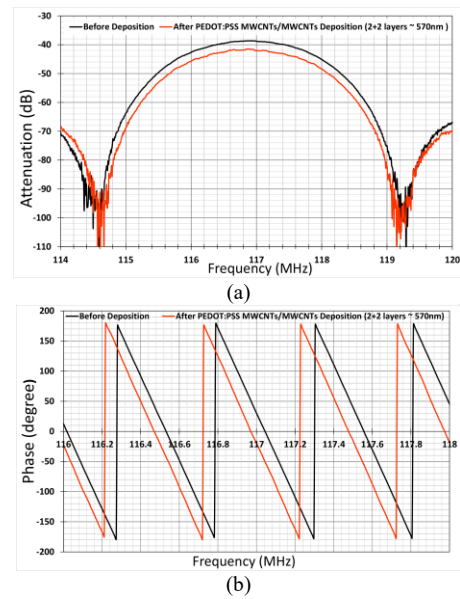 Before Deposition
After PEDOT:PSS MWCNTs/MWCNTs Deposition (2+2 layers ~ 570nm )
-30
-40
-50
-60
-70
-80
-90
-100
-110
Attenuation (dB)
114 115 116 117 118 119 120
Frequency (MHz)
(a)
200
150
100
50
0
-50
-100
-150
-200
Before Deposition
After PEDOT:PSS MWCNTs/MWCNTs Deposition (2+2 layers ~ 570nm)
Phase (degree)
116 116.2 116.4 116.6 116.8 117 117.2 117.4 117.6 117.8 118
Frequency (MHz)
(b)